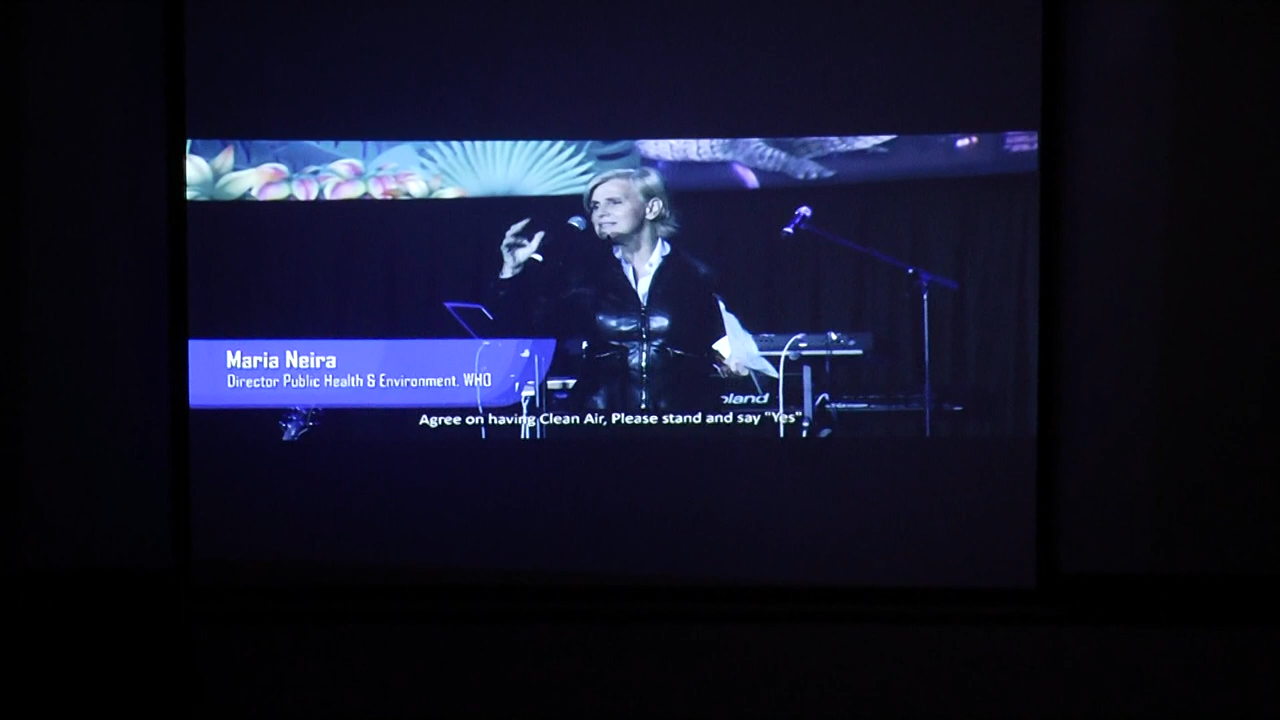 Maria Neira
Director Public Health & Environment, WHO
oland
Agree on having Clean Air, Please stand and say "Yes"